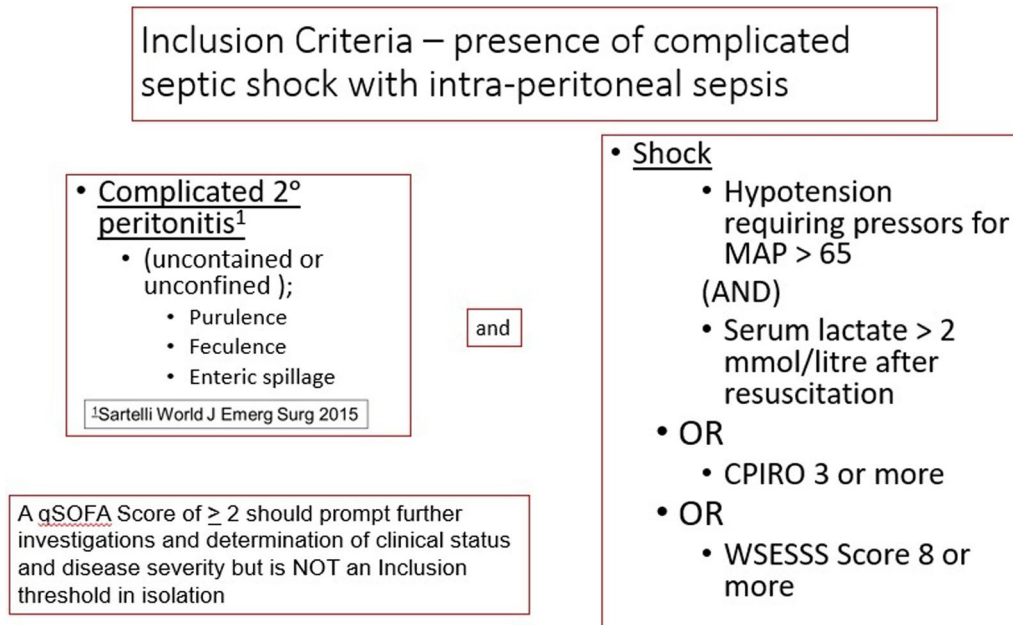 Inclusion Criteria – presence of complicated
septic shock with intra-peritoneal sepsis
• Complicated 2°
peritonitis¹
• (uncontained or
unconfined );
• Purulence
• Feculence
• Enteric spillage
¹Sartelli World J Emerg Surg 2015
and
• Shock
• Hypotension
requiring pressors for
MAP > 65
(AND)
• Serum lactate > 2
mmol/litre after
resuscitation
• OR
• CPIRO 3 or more
• OR
• WSESSS Score 8 or
more
A qSOFA Score of ≥ 2 should prompt further
investigations and determination of clinical status
and disease severity but is NOT an Inclusion
threshold in isolation